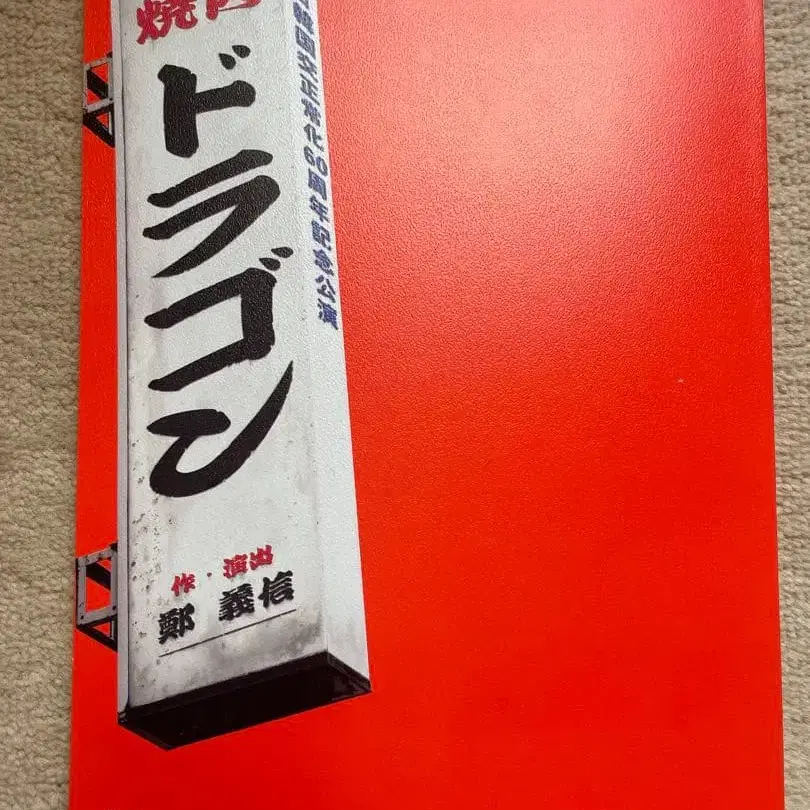 韓国交正常化60周年記念公演
焼肉
ドラゴン
作・演出
鄭 義信